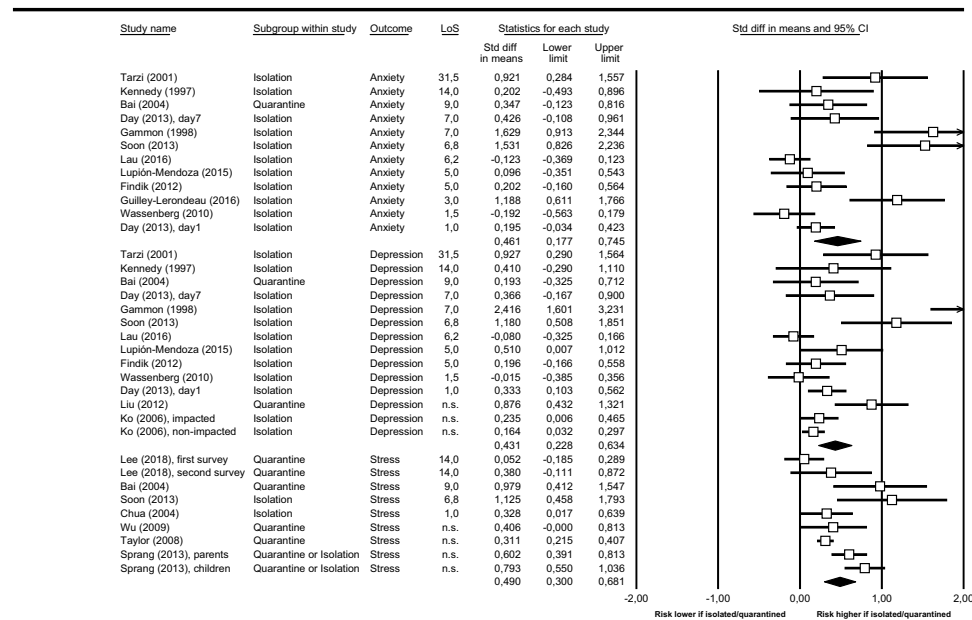 Study name Subgroup within study Outcome LoS Statistics for each study Std diff in means and 95% CI
Std diff Lower Upper
in means limit limit
Tarzi (2001) Isolation Anxiety 31,5 0,921 0,284 1,557
Kennedy (1997) Isolation Anxiety 14,0 0,202 -0,493 0,896
Bai (2004) Quarantine Anxiety 9,0 0,347 -0,123 0,816
Day (2013), day7 Isolation Anxiety 7,0 0,426 -0,108 0,961
Gammon (1998) Isolation Anxiety 7,0 1,629 0,913 2,344
Soon (2013) Isolation Anxiety 6,8 1,531 0,826 2,236
Lau (2016) Isolation Anxiety 6,2 -0,123 -0,369 0,123
Lupión-Mendoza (2015) Isolation Anxiety 5,0 0,096 -0,351 0,543
Findik (2012) Isolation Anxiety 5,0 0,202 -0,160 0,564
Guilley-Lerondeau (2016) Isolation Anxiety 3,0 1,188 0,611 1,766
Wassenberg (2010) Isolation Anxiety 1,5 -0,192 -0,563 0,179
Day (2013), day1 Isolation Anxiety 1,0 0,195 -0,034 0,423
0,461 0,177 0,745
Tarzi (2001) Isolation Depression 31,5 0,927 0,290 1,564
Kennedy (1997) Isolation Depression 14,0 0,410 -0,290 1,110
Bai (2004) Quarantine Depression 9,0 0,193 -0,325 0,712
Day (2013), day7 Isolation Depression 7,0 0,366 -0,167 0,900
Gammon (1998) Isolation Depression 7,0 2,416 1,601 3,231
Soon (2013) Isolation Depression 6,8 1,180 0,508 1,851
Lau (2016) Isolation Depression 6,2 -0,080 -0,325 0,166
Lupión-Mendoza (2015) Isolation Depression 5,0 0,510 0,007 1,012
Findik (2012) Isolation Depression 5,0 0,196 -0,166 0,558
Wassenberg (2010) Isolation Depression 1,5 -0,015 -0,385 0,356
Day (2013), day1 Isolation Depression 1,0 0,333 0,103 0,562
Liu (2012) Quarantine Depression n.s. 0,876 0,432 1,321
Ko (2006), impacted Isolation Depression n.s. 0,235 0,006 0,465
Ko (2006), non-impacted Isolation Depression n.s. 0,164 0,032 0,297
0,431 0,228 0,634
Lee (2018), first survey Quarantine Stress 14,0 0,052 -0,185 0,289
Lee (2018), second survey Quarantine Stress 14,0 0,380 -0,111 0,872
Bai (2004) Quarantine Stress 9,0 0,979 0,412 1,547
Soon (2013) Isolation Stress 6,8 1,125 0,458 1,793
Chua (2004) Isolation Stress 1,0 0,328 0,017 0,639
Wu (2009) Quarantine Stress n.s. 0,406 -0,000 0,813
Taylor (2008) Quarantine Stress n.s. 0,311 0,215 0,407
Sprang (2013), parents Quarantine or Isolation Stress n.s. 0,602 0,391 0,813
Sprang (2013), children Quarantine or Isolation Stress n.s. 0,793 0,550 1,036
0,490 0,300 0,681
-2,00 -1,00 0,00 1,00 2,00
Risk lower if isolated/quarantined Risk higher if isolated/quarantined